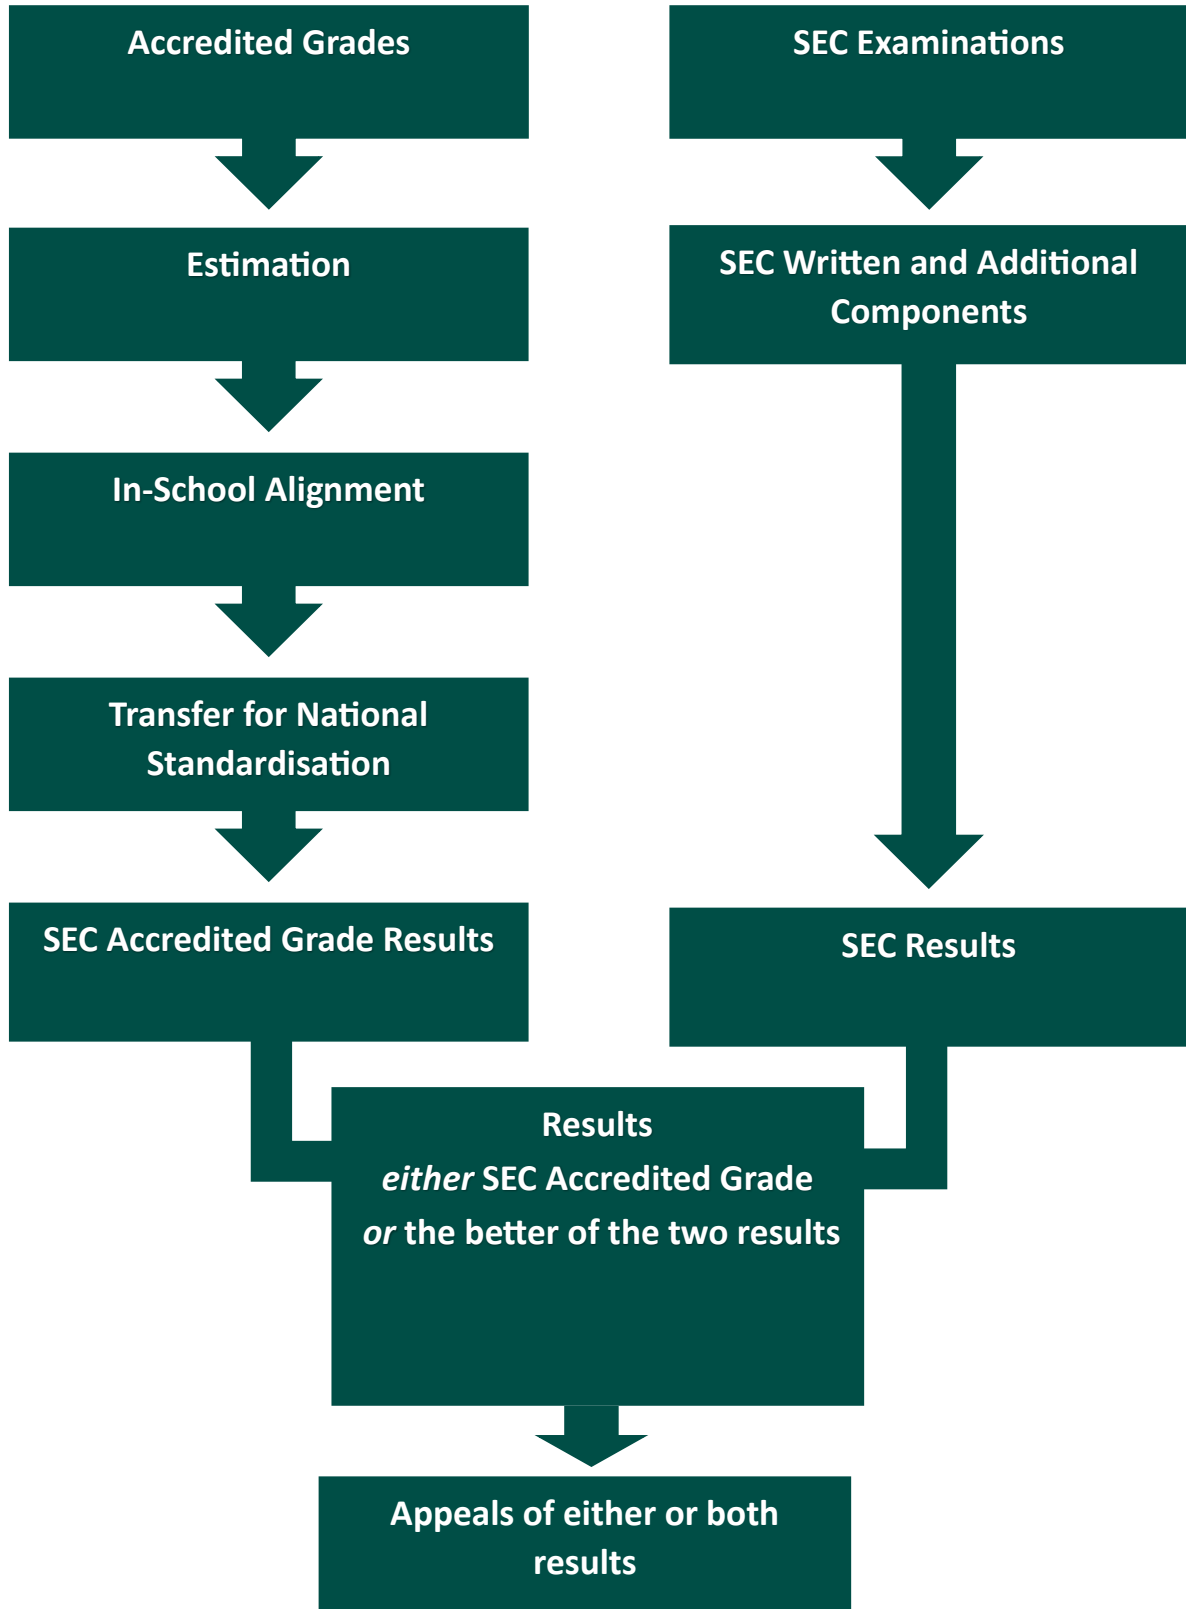 Accredited Grades
SEC Examinations
Estimation
SEC Written and Additional
Components
In-School Alignment
Transfer for National
Standardisation
SEC Accredited Grade Results
SEC Results
Results
either SEC Accredited Grade
or the better of the two results
Appeals of either or both
results